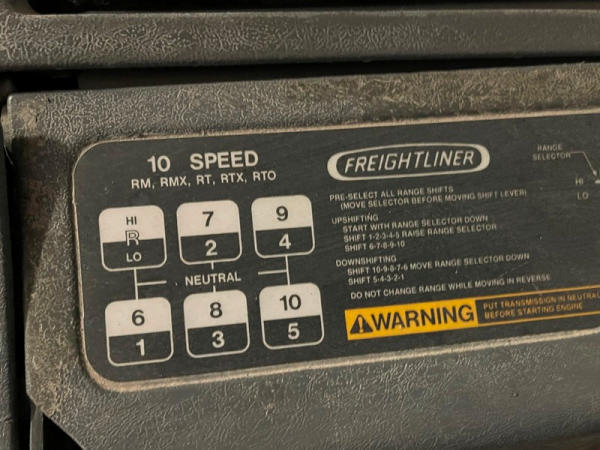 10 SPEED
RM, RMX, RT, RTX, RTO
HI
R
LO
7
2
9
4
NEUTRAL
6
1
8
3
10
5
FREIGHTLINER
PRE-SELECT ALL RANGE SHIFTS
(MOVE SELECTOR BEFORE MOVING SHIFT LEVER)
UPSHIFTING
START WITH RANGE SELECTOR DOWN
SHIFT 1-2-3-4-5 RAISE RANGE SELECTOR
SHIFT 6-7-8-9-10
DOWNSHIFTING
SHIFT 10-9-8-7-6 MOVE RANGE SELECTOR DOWN
SHIFT 5-4-3-2-1
DO NOT CHANGE RANGE WHILE MOVING IN REVERSE
WARNING
PUT TRANSMISSION IN NEUTRAL
BEFORE STARTING ENGINE
RANGE
SELECTOR
HI
LO